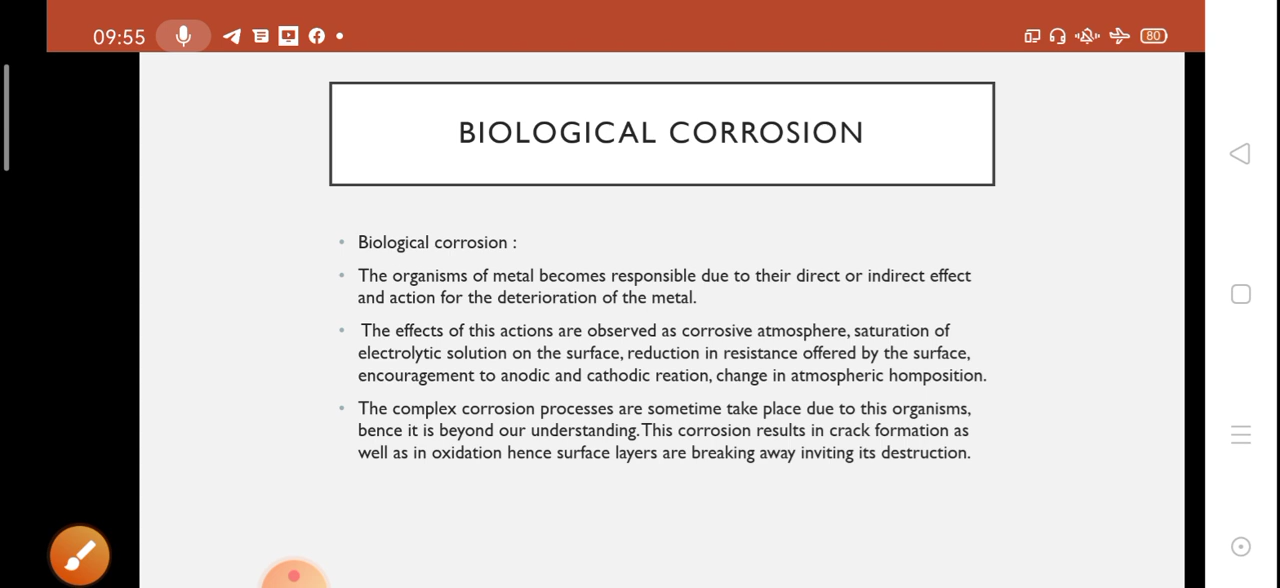 09:55
80
BIOLOGICAL CORROSION
• Biological corrosion :
• The organisms of metal becomes responsible due to their direct or indirect effect
and action for the deterioration of the metal.
• The effects of this actions are observed as corrosive atmosphere, saturation of
electrolytic solution on the surface, reduction in resistance offered by the surface,
encouragement to anodic and cathodic reation, change in atmospheric homposition.
• The complex corrosion processes are sometime take place due to this organisms,
bence it is beyond our understanding. This corrosion results in crack formation as
well as in oxidation hence surface layers are breaking away inviting its destruction.